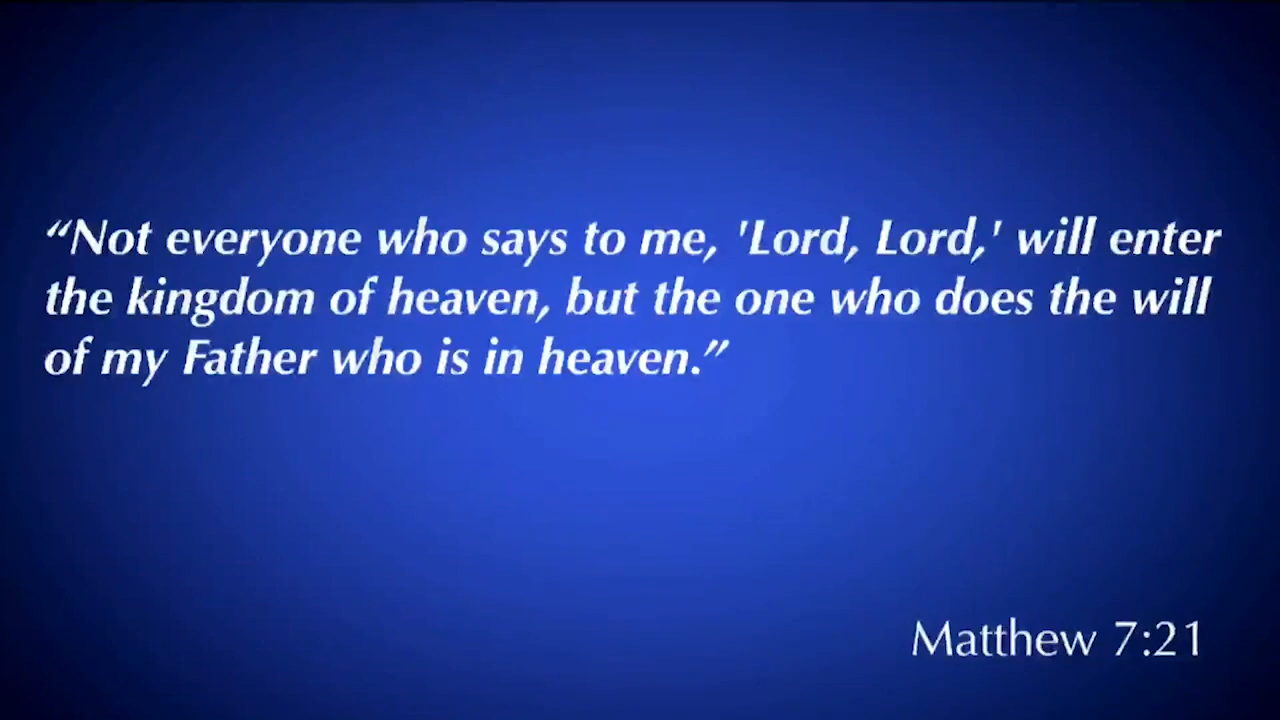 “Not everyone who says to me, 'Lord, Lord,' will enter
the kingdom of heaven, but the one who does the will
of my Father who is in heaven.”
Matthew 7:21